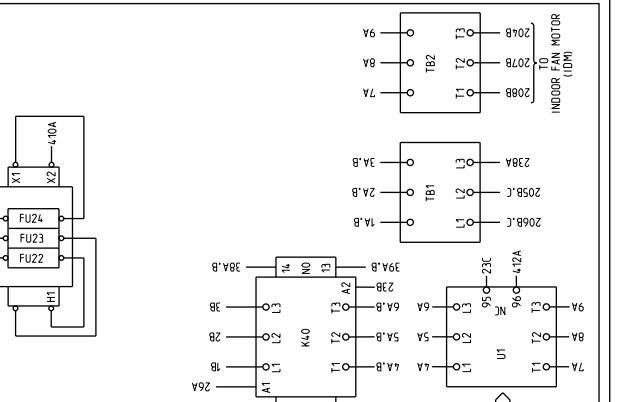 9A T3 204B
8A TB2 T2 207B
7A T1 208B
TO
INDOOR FAN MOTOR
(IDM)
410A
X1 X2
3A.B L3 238A
2A.B TB1 L2 205B.C
1A.B L1 206B.C
FU24
FU23
FU22
H1
38A.B 14 NO 13 39A.B
A2 23B
3B L3 T3 6A.B
2B L2 K40 T2 5A.B
1B L1 T1 4A.B
26A A1
23C 412A
95 NC 96
6A L3 T3 9A
5A L2 U1 T2 8A
4A L1 T1 7A